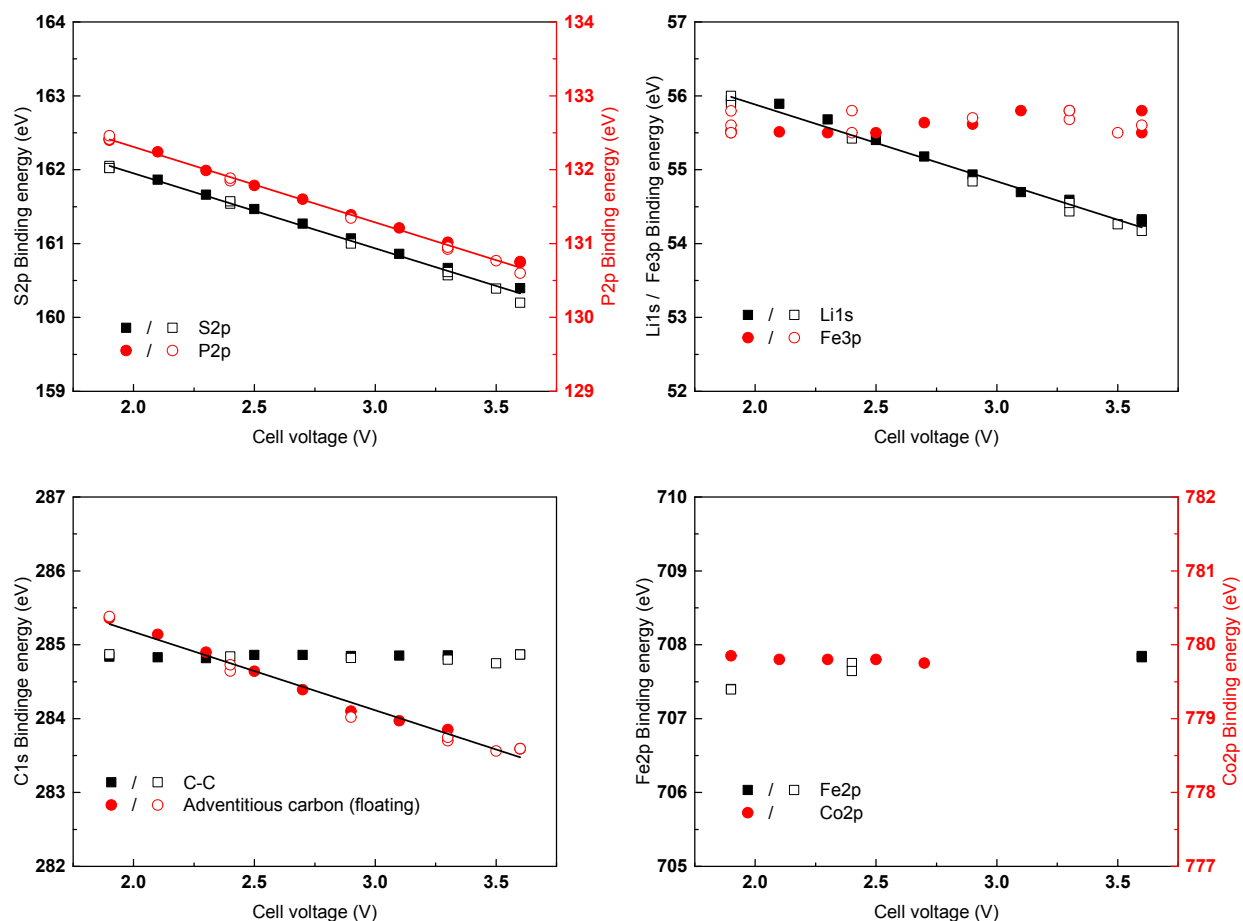 164
163
162
161
160
159
S2p Binding energy (eV)
134
133
132
131
130
129
P2p Binding energy (eV)
/ S2p
/ P2p
2.0 2.5 3.0 3.5
Cell voltage (V)
57
56
55
54
53
52
Li1s / Fe3p Binding energy (eV)
/ Li1s
/ Fe3p
2.0 2.5 3.0 3.5
Cell voltage (V)
287
286
285
284
283
282
C1s Bindinge energy (eV)
/ C-C
/ Adventitious carbon (floating)
2.0 2.5 3.0 3.5
Cell voltage (V)
710
709
708
707
706
705
Fe2p Binding energy (eV)
782
781
780
779
778
777
Co2p Binding energy (eV)
/ Fe2p
/ Co2p
2.0 2.5 3.0 3.5
Cell voltage (V)